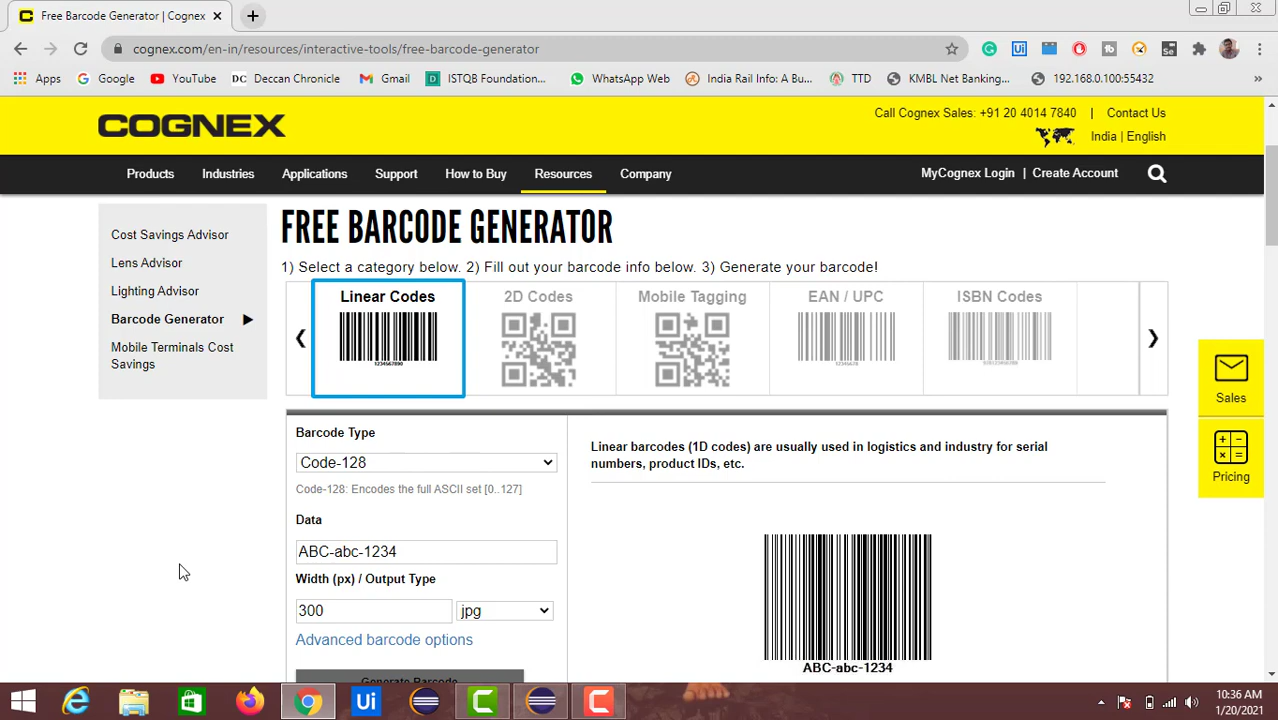 Free Barcode Generator | Cognex
cognex.com/en-in/resources/interactive-tools/free-barcode-generator
Apps Google YouTube DC Deccan Chronicle Gmail ISTQB Foundation... WhatsApp Web India Rail Info: A Bu... TTD KMBL Net Banking... 192.168.0.100:55432 »
Call Cognex Sales: +91 20 4014 7840 | Contact Us
COGNEX
India | English
Products Industries Applications Support How to Buy Resources Company MyCognex Login | Create Account
Cost Savings Advisor
Lens Advisor
Lighting Advisor
Barcode Generator
Mobile Terminals Cost
Savings
FREE BARCODE GENERATOR
1) Select a category below. 2) Fill out your barcode info below. 3) Generate your barcode!
Linear Codes 2D Codes Mobile Tagging EAN / UPC ISBN Codes
1234567890 12345678
Sales
Pricing
Barcode Type
Code-128
Code-128: Encodes the full ASCII set [0..127]
Data
ABC-abc-1234
Width (px) / Output Type
300 jpg
Advanced barcode options
Generate Barcode
Linear barcodes (1D codes) are usually used in logistics and industry for serial
numbers, product IDs, etc.
ABC-abc-1234
Ui
10:36 AM
1/20/2021